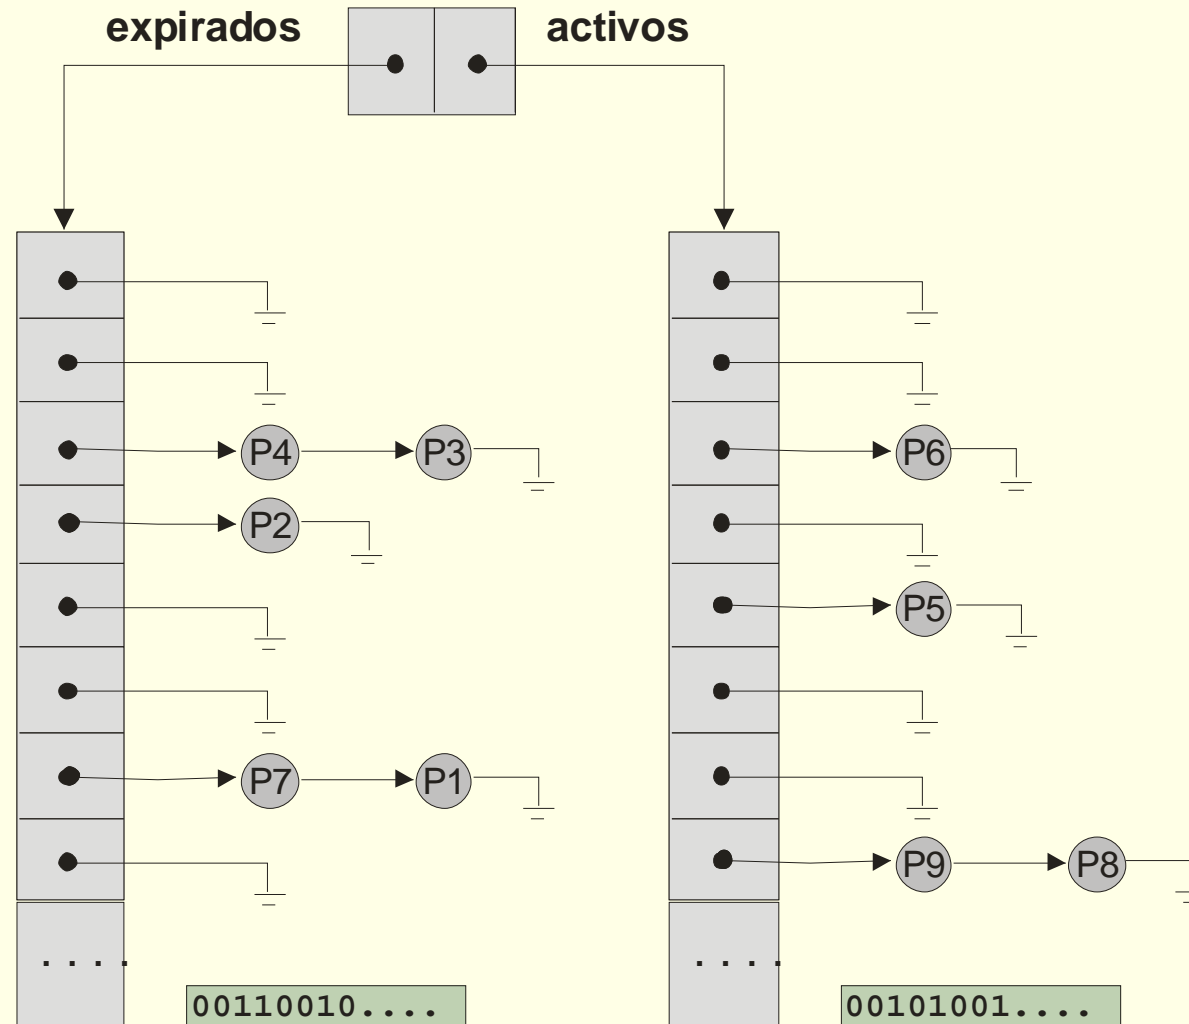 expirados
activos
P4
P3
P6
P2
P5
P7
P1
P9
P8
....
....
00110010....
00101001....